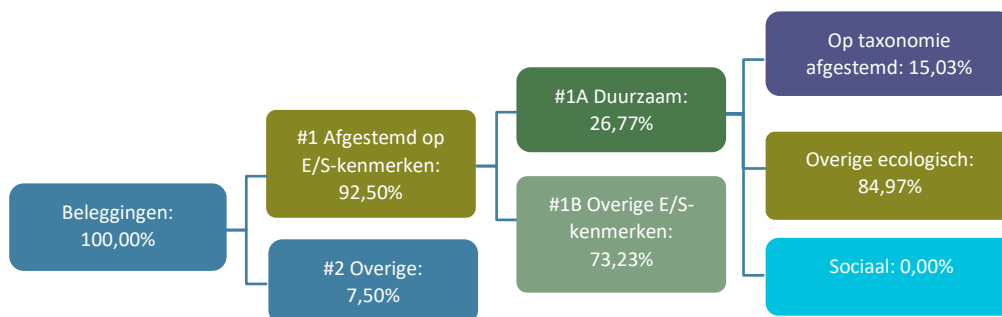 Beleggingen:
100,00%
#1 Afgestemd op
E/S-kenmerken:
92,50%
#2 Overige:
7,50%
#1A Duurzaam:
26,77%
#1B Overige E/S-
kenmerken:
73,23%
Op taxonomie
afgestemd: 15,03%
Overige ecologisch:
84,97%
Sociaal: 0,00%